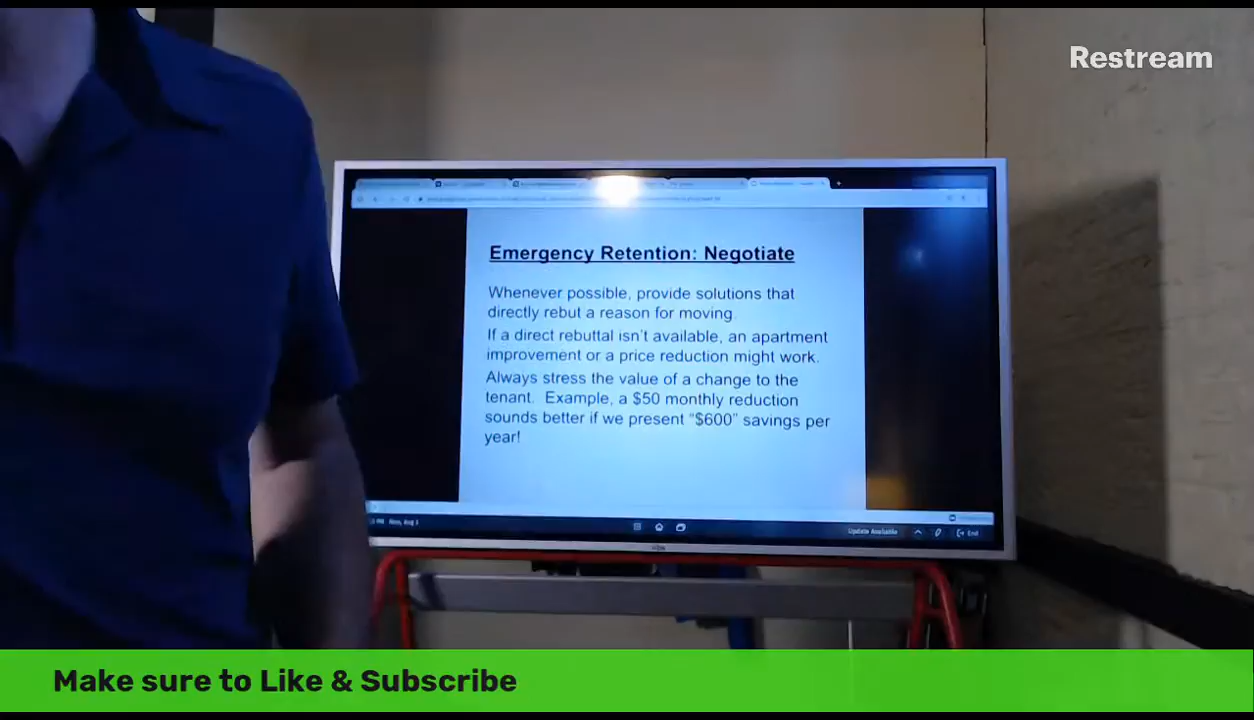 Restream
Emergency Retention: Negotiate
Whenever possible, provide solutions that
directly rebut a reason for moving.
If a direct rebuttal isn't available, an apartment
improvement or a price reduction might work.
Always stress the value of a change to the
tenant. Example, a $50 monthly reduction
sounds better if we present “$600” savings per
year!
Mon, Aug
Update Available
End
Make sure to Like & Subscribe